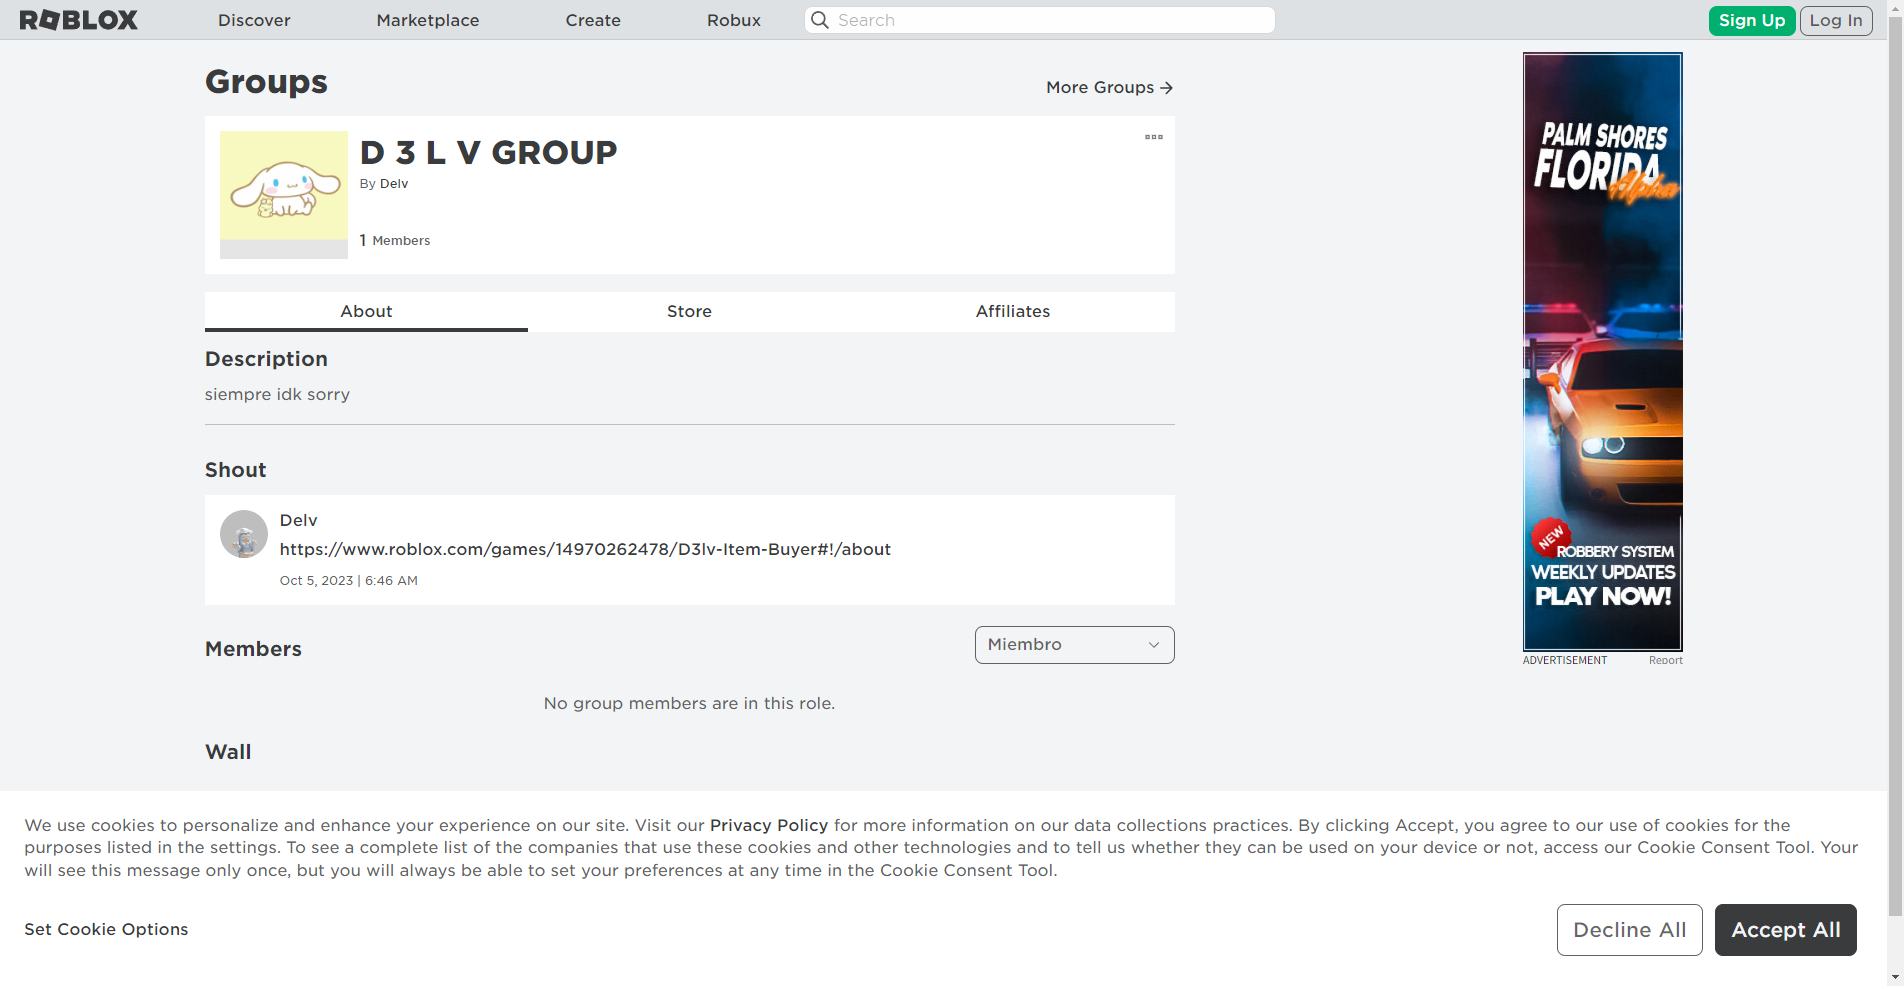 ROBLOX
Discover
Marketplace
Create
Robux
Search
Sign Up
Log In
Groups
More Groups
D 3 L V GROUP
By Delv
1 Members
About
Store
Affiliates
Description
siempre idk sorry
Shout
Delv
https://www.roblox.com/games/14970262478/D3lv-Item-Buyer#!/about
Oct 5, 2023 | 6:46 AM
Members
Miembro
No group members are in this role.
Wall
PALM SHORES
FLORIDA
Alpha
NEW
ROBBERY SYSTEM
WEEKLY UPDATES
PLAY NOW!
ADVERTISEMENT
Report
We use cookies to personalize and enhance your experience on our site. Visit our Privacy Policy for more information on our data collections practices. By clicking Accept, you agree to our use of cookies for the
purposes listed in the settings. To see a complete list of the companies that use these cookies and other technologies and to tell us whether they can be used on your device or not, access our Cookie Consent Tool. Your
will see this message only once, but you will always be able to set your preferences at any time in the Cookie Consent Tool.
Set Cookie Options
Decline All
Accept All